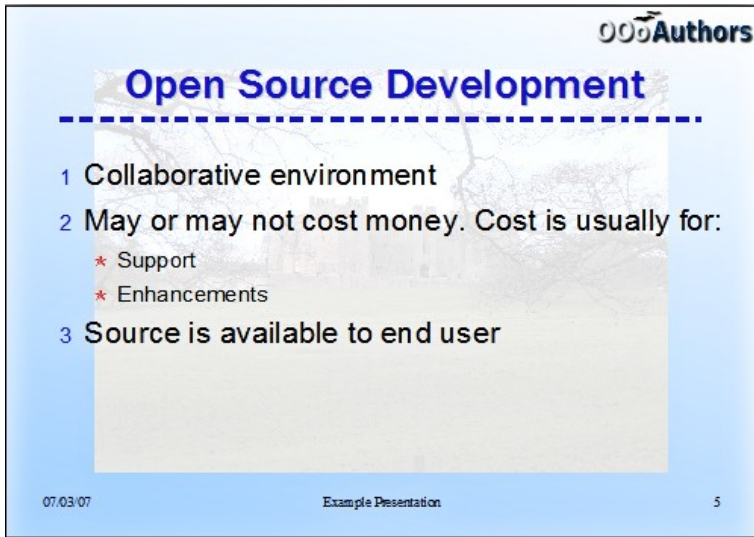 OOoAuthors
Open Source Development
1 Collaborative environment
2 May or may not cost money. Cost is usually for:
* Support
* Enhancements
3 Source is available to end user
07/03/07 Example Presentation 5